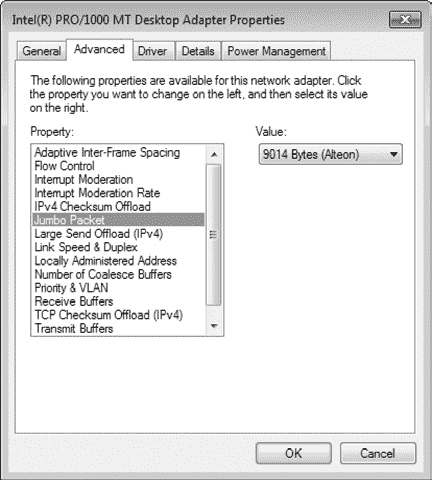 Intel(R) PRO/1000 MT Desktop Adapter Properties
General Advanced Driver Details Power Management
The following properties are available for this network adapter. Click
the property you want to change on the left, and then select its value
on the right.
Property: Value:
Adaptive Inter-Frame Spacing 9014 Bytes (Alteon)
Flow Control
Interrupt Moderation
Interrupt Moderation Rate
IPv4 Checksum Offload
Jumbo Packet
Large Send Offload (IPv4)
Link Speed & Duplex
Locally Administered Address
Number of Coalesce Buffers
Priority & VLAN
Receive Buffers
TCP Checksum Offload (IPv4)
Transmit Buffers
OK Cancel